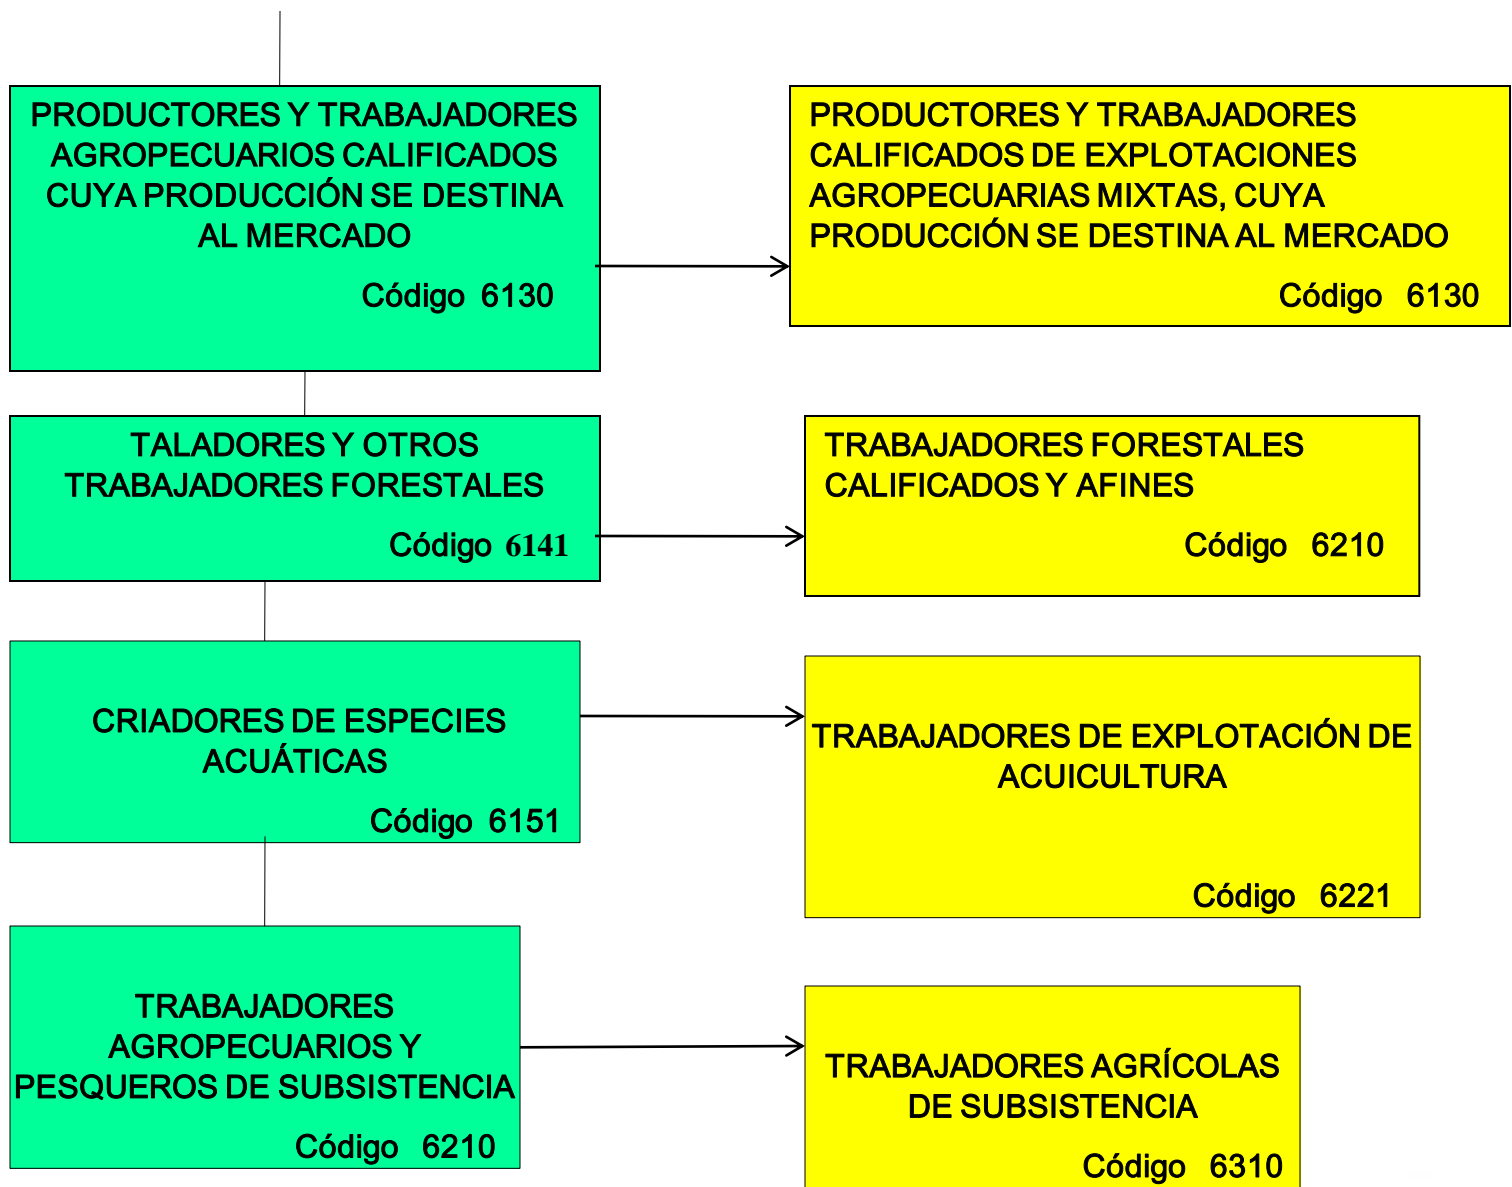 PRODUCTORES Y TRABAJADORES
AGROPECUARIOS CALIFICADOS
CUYA PRODUCCIÓN SE DESTINA
AL MERCADO
Código 6130
PRODUCTORES Y TRABAJADORES
CALIFICADOS DE EXPLOTACIONES
AGROPECUARIAS MIXTAS, CUYA
PRODUCCIÓN SE DESTINA AL MERCADO
Código 6130
TALADORES Y OTROS
TRABAJADORES FORESTALES
Código 6141
TRABAJADORES FORESTALES
CALIFICADOS Y AFINES
Código 6210
CRIADORES DE ESPECIES
ACUÁTICAS
Código 6151
TRABAJADORES DE EXPLOTACIÓN DE
ACUICULTURA
Código 6221
TRABAJADORES
AGROPECUARIOS Y
PESQUEROS DE SUBSISTENCIA
Código 6210
TRABAJADORES AGRÍCOLAS
DE SUBSISTENCIA
Código 6310